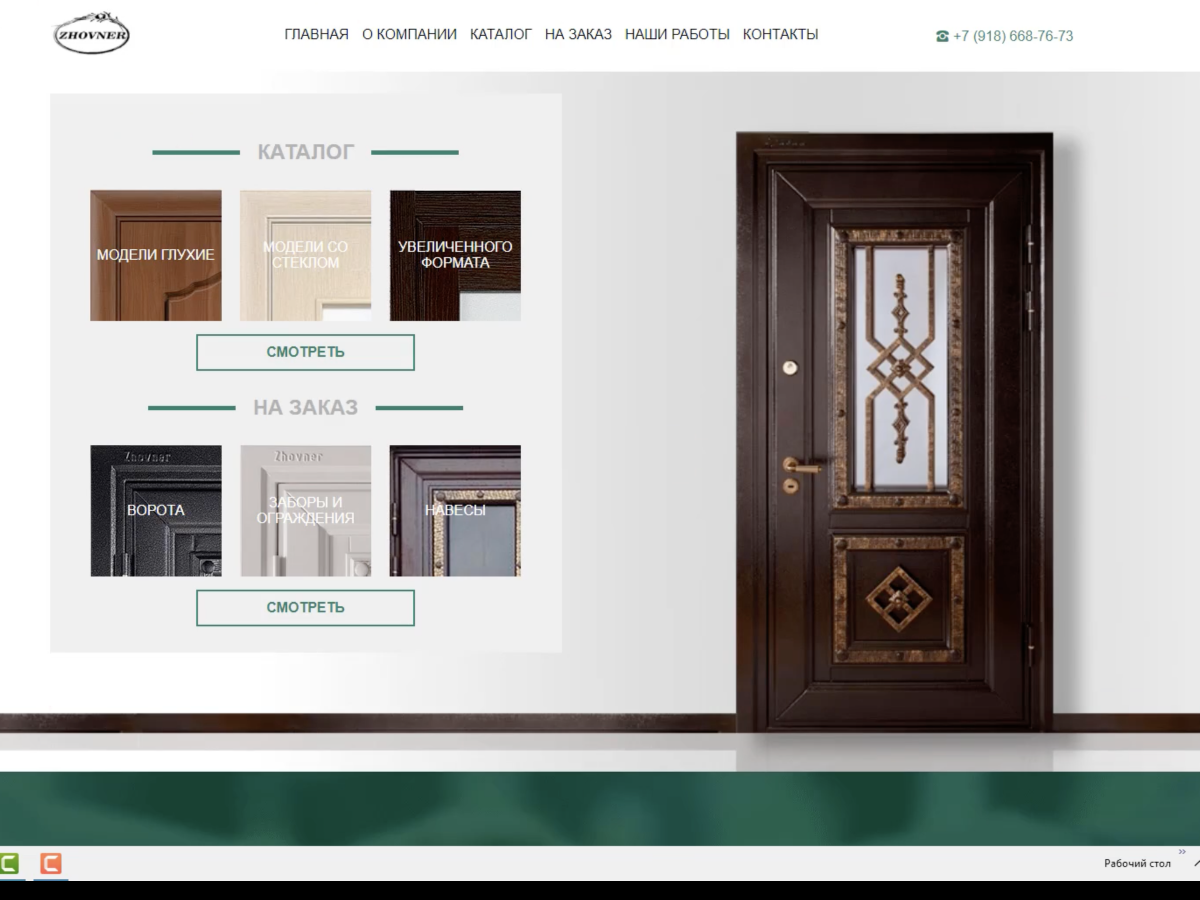 ZHOVNER
ГЛАВНАЯ О КОМПАНИИ КАТАЛОГ НА ЗАКАЗ НАШИ РАБОТЫ КОНТАКТЫ
+7 (918) 668-76-73
КАТАЛОГ
МОДЕЛИ ГЛУХИЕ
МОДЕЛИ СО
СТЕКЛОМ
УВЕЛИЧЕННОГО
ФОРМАТА
СМОТРЕТЬ
НА ЗАКАЗ
Zhovner
ВОРОТА
Zhovner
ЗАБОРЫ И
ОГРАЖДЕНИЯ
НАВЕСЫ
СМОТРЕТЬ
Рабочий стол